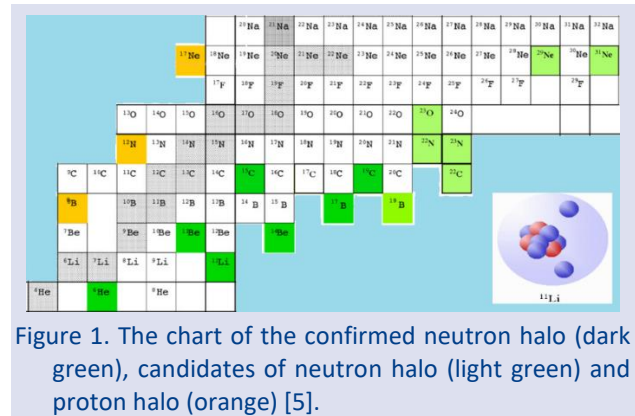 ²⁰Na ²¹Na ²²Na ²³Na ²⁴Na ²⁵Na ²⁶Na ²⁷Na ²⁸Na ²⁹Na ³⁰Na ³¹Na ³²Na
¹⁷Ne ¹⁸Ne ¹⁹Ne ²⁰Ne ²¹Ne ²²Ne ²³Ne ²⁴Ne ²⁵Ne ²⁶Ne ²⁷Ne ²⁸Ne ²⁹Ne ³⁰Ne ³¹Ne
¹⁷F ¹⁸F ¹⁹F ²⁰F ²¹F ²²F ²³F ²⁴F ²⁵F ²⁶F ²⁷F ²⁹F
¹³O ¹⁴O ¹⁵O ¹⁶O ¹⁷O ¹⁸O ¹⁹O ²⁰O ²¹O ²²O ²³O ²⁴O
¹²N ¹³N ¹⁴N ¹⁵N ¹⁶N ¹⁷N ¹⁸N ¹⁹N ²⁰N ²¹N ²²N ²³N
⁹C ¹⁰C ¹¹C ¹²C ¹³C ¹⁴C ¹⁵C ¹⁶C ¹⁷C ¹⁸C ¹⁹C ²⁰C ²²C
⁸B ¹⁰B ¹¹B ¹²B ¹³B ¹⁴B ¹⁵B ¹⁷B ¹⁹B
⁷Be ⁹Be ¹⁰Be ¹¹Be ¹²Be ¹⁴Be
⁶Li ⁷Li ⁸Li ⁹Li ¹¹Li
⁴He ⁶He ⁸He
¹¹Li
Figure 1. The chart of the confirmed neutron halo (dark
green), candidates of neutron halo (light green) and
proton halo (orange) [5].